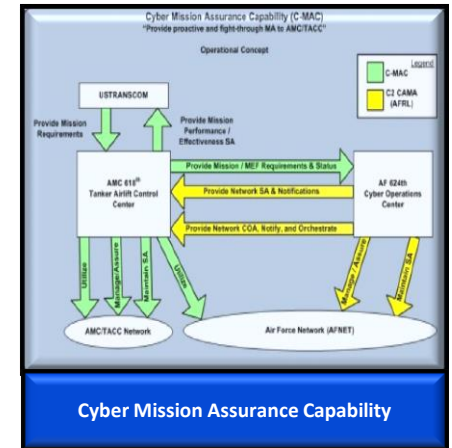 Cyber Mission Assurance Capability (C-MAC)
"Provide proactive and fight-through MA to AMC/TACC"
Operational Concept
Legend
C-MAC
C2 CAMA
(AFRL)
USTRANSCOM
Provide Mission
Requirements
Provide Mission
Performance /
Effectiveness SA
AMC 618th
Tanker Airlift Control
Center
Provide Mission / MEF Requirements & Status
Provide Network SA & Notifications
Provide Network COA, Notify, and Orchestrate
AF 624th
Cyber Operations
Center
Utilize
Manage/Assure
Maintain SA
Utilize
Manage / Assure
Maintain SA
AMC/TACC Network
Air Force Network (AFNET)
Cyber Mission Assurance Capability